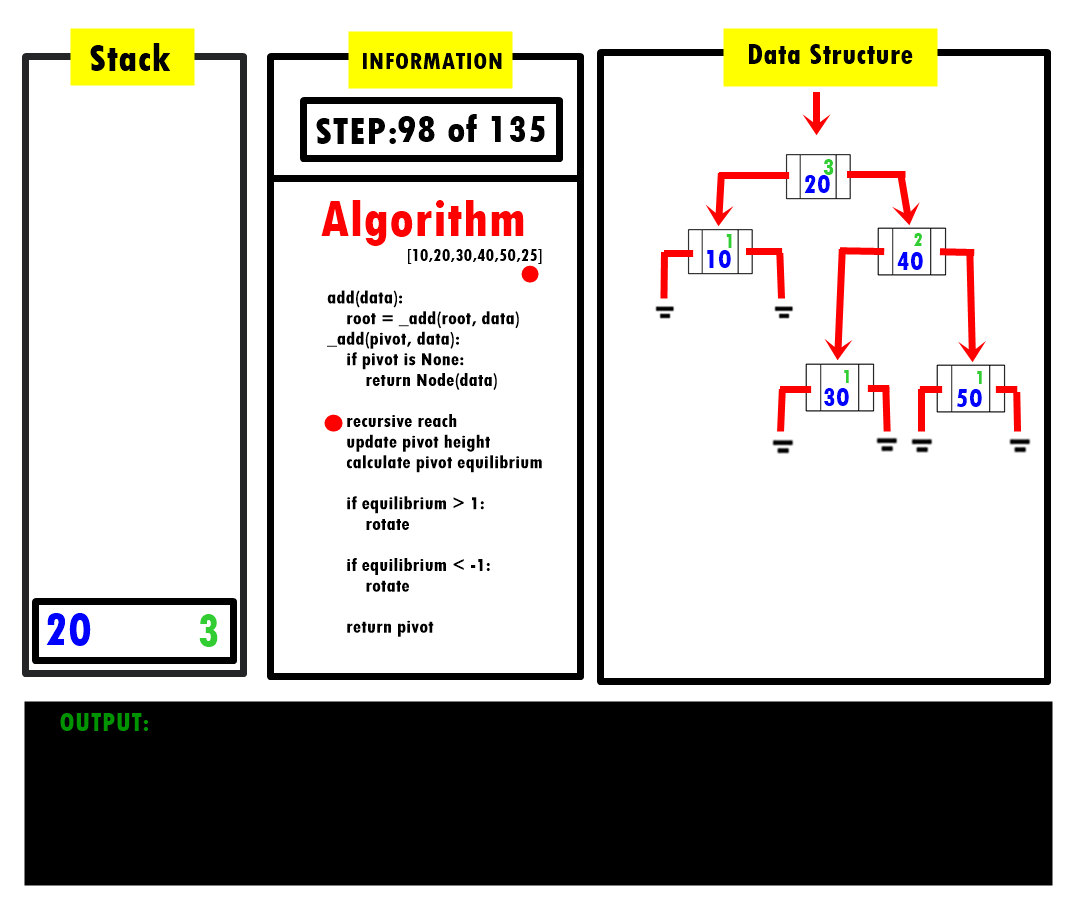 Stack
20 3
INFORMATION
STEP:98 of 135
Algorithm
[10,20,30,40,50,25]
add(data):
root = _add(root, data)
_add(pivot, data):
if pivot is None:
return Node(data)
recursive reach
update pivot height
calculate pivot equilibrium
if equilibrium > 1:
rotate
if equilibrium < -1:
rotate
return pivot
Data Structure
3
20
1
10
2
40
1
30
1
50
OUTPUT: